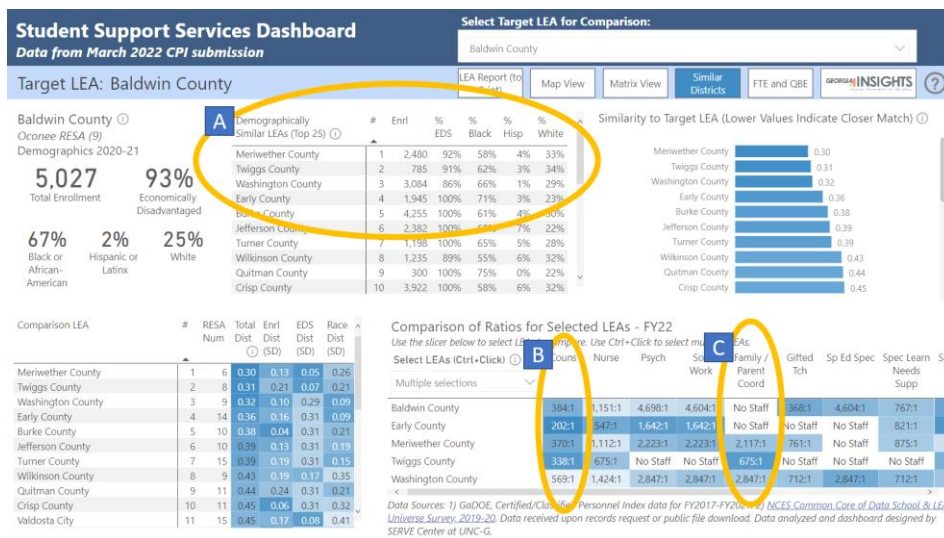 Student Support Services Dashboard
Data from March 2022 CPI submission
Select Target LEA for Comparison:
Baldwin County
Target LEA: Baldwin County
LEA Report (to
Map View
Matrix View
Similar
Districts
FTE and QBE
GEORGIA INSIGHTS
?
Baldwin County
Oconee RESA (9)
Demographics 2020-21
5,027
Total Enrollment
93%
Economically
Disadvantaged
67%
Black or
African-
American
2%
Hispanic or
Latinx
25%
White
A
Demographically # Enrl % % % %
Similar LEAs (Top 25) EDS Black Hisp White
Meriwether County 1 2,480 92% 58% 4% 33%
Twiggs County 2 785 91% 62% 3% 34%
Washington County 3 3,084 86% 66% 1% 29%
Early County 4 1,945 100% 71% 3% 23%
Burke County 5 4,255 100% 61% 4% 30%
Jefferson County 6 2,382 100% 7% 22%
Turner County 7 1,198 100% 65% 5% 28%
Wilkinson County 8 1,235 89% 55% 6% 32%
Quitman County 9 300 100% 75% 0% 22%
Crisp County 10 3,922 100% 58% 6% 32%
Similarity to Target LEA (Lower Values Indicate Closer Match)
Meriwether County 0.30
Twiggs County 0.31
Washington County 0.32
Early County 0.36
Burke County 0.38
Jefferson County 0.39
Turner County 0.39
Wilkinson County 0.43
Quitman County 0.44
Crisp County 0.45
Comparison LEA # RESA Total Enrl EDS Race
Num Dist Dist Dist Dist
(SD) (SD) (SD)
Meriwether County 1 6 0.30 0.13 0.05 0.26
Twiggs County 2 8 0.31 0.21 0.07 0.21
Washington County 3 9 0.32 0.10 0.29 0.09
Early County 4 14 0.36 0.16 0.31 0.09
Burke County 5 10 0.38 0.04 0.31 0.21
Jefferson County 6 10 0.39 0.13 0.31 0.19
Turner County 7 15 0.39 0.19 0.31 0.15
Wilkinson County 8 9 0.43 0.19 0.17 0.35
Quitman County 9 11 0.44 0.24 0.31 0.21
Crisp County 10 11 0.45 0.06 0.31 0.32
Valdosta City 11 15 0.45 0.17 0.08 0.41
Comparison of Ratios for Selected LEAs - FY22
Use the slicer below to select Use Ctrl+Click to select
Select LEAs (Ctrl+Click)
Multiple selections
B
C
Couns Nurse Psych Family / Gifted Sp Ed Spec Spec Learn
Work Parent Tch Needs
Coord Supp
Baldwin County 384:1 1,151:1 4,698:1 4,604:1 No Staff 368:1 4,604:1 767:1
Early County 202:1 547:1 1,642:1 1,642:1 No Staff No Staff No Staff 821:1
Meriwether County 370:1 1,112:1 2,223:1 2,223:1 2,117:1 761:1 No Staff 875:1
Twiggs County 338:1 675:1 No Staff No Staff 675:1 No Staff No Staff No Staff
Washington County 569:1 1,424:1 2,847:1 2,847:1 2,847:1 712:1 2,847:1 712:1
Data Sources: 1) GaDOE, Certified/Classified Personnel Index data for NCES Common Core of Data School &
Universe Survey, 2019-20. Data received upon records request or public file download. Data analyzed and dashboard designed by
SERVE Center at UNC-G.